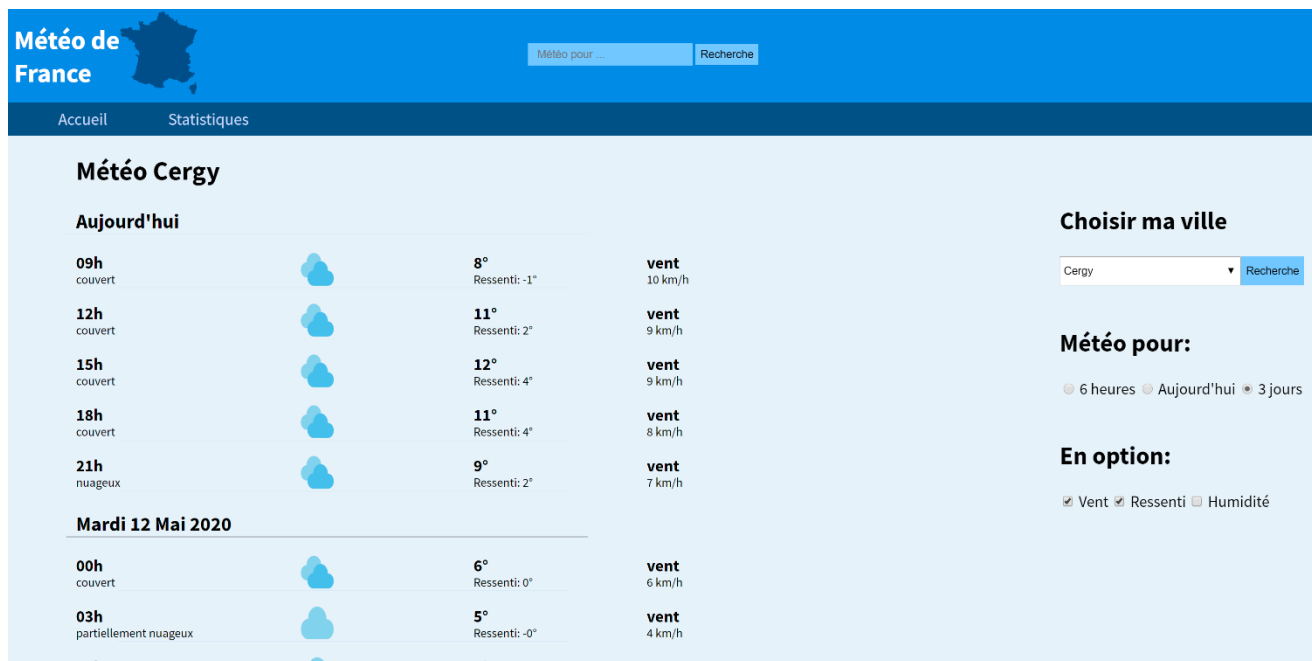 Météo de
France
Météo pour ...
Recherche
Accueil Statistiques
Météo Cergy
Aujourd'hui
09h 8° vent
couvert Ressenti: -1° 10 km/h
12h 11° vent
couvert Ressenti: 2° 9 km/h
15h 12° vent
couvert Ressenti: 4° 9 km/h
18h 11° vent
couvert Ressenti: 4° 8 km/h
21h 9° vent
nuageux Ressenti: 2° 7 km/h
Mardi 12 Mai 2020
00h 6° vent
couvert Ressenti: 0° 6 km/h
03h 5° vent
partiellement nuageux Ressenti: -0° 4 km/h
Choisir ma ville
Cergy Recherche
Météo pour:
6 heures Aujourd'hui 3 jours
En option:
Vent Ressenti Humidité